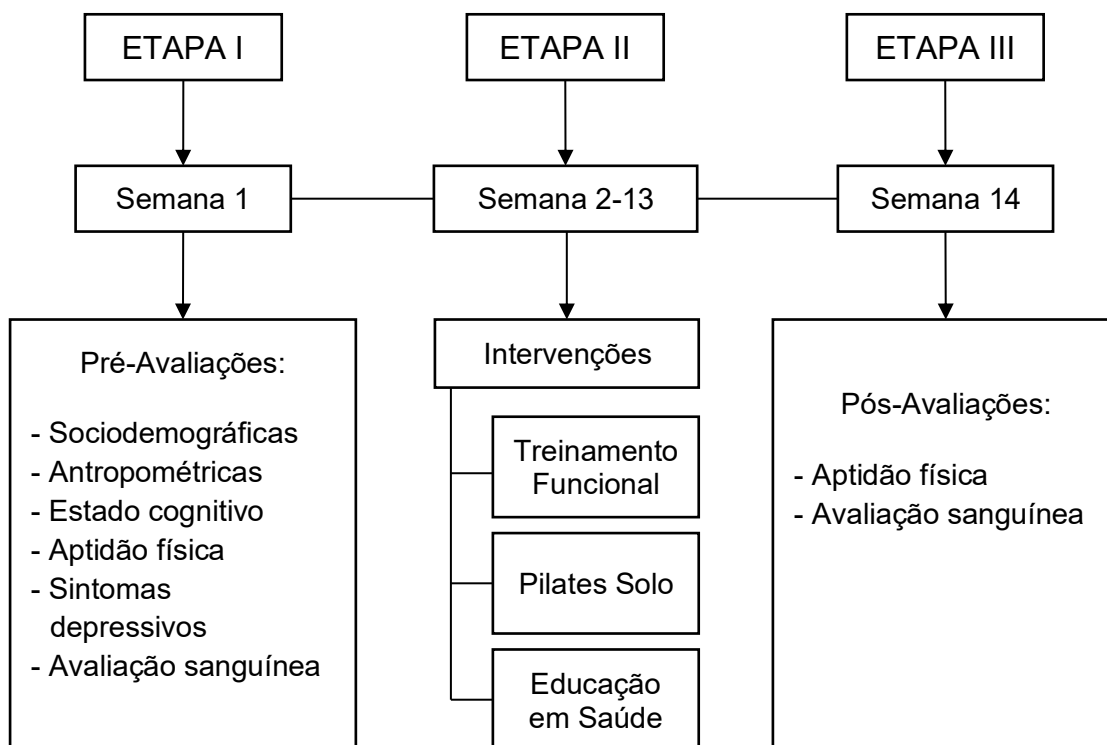 ETAPA I
ETAPA II
ETAPA III
Semana 1
Semana 2-13
Semana 14
Pré-Avaliações:
- Sociodemográficas
- Antropométricas
- Estado cognitivo
- Aptidão física
- Sintomas
depressivos
- Avaliação sanguínea
Intervenções
Treinamento
Funcional
Pilates Solo
Educação
em Saúde
Pós-Avaliações:
- Aptidão física
- Avaliação sanguínea